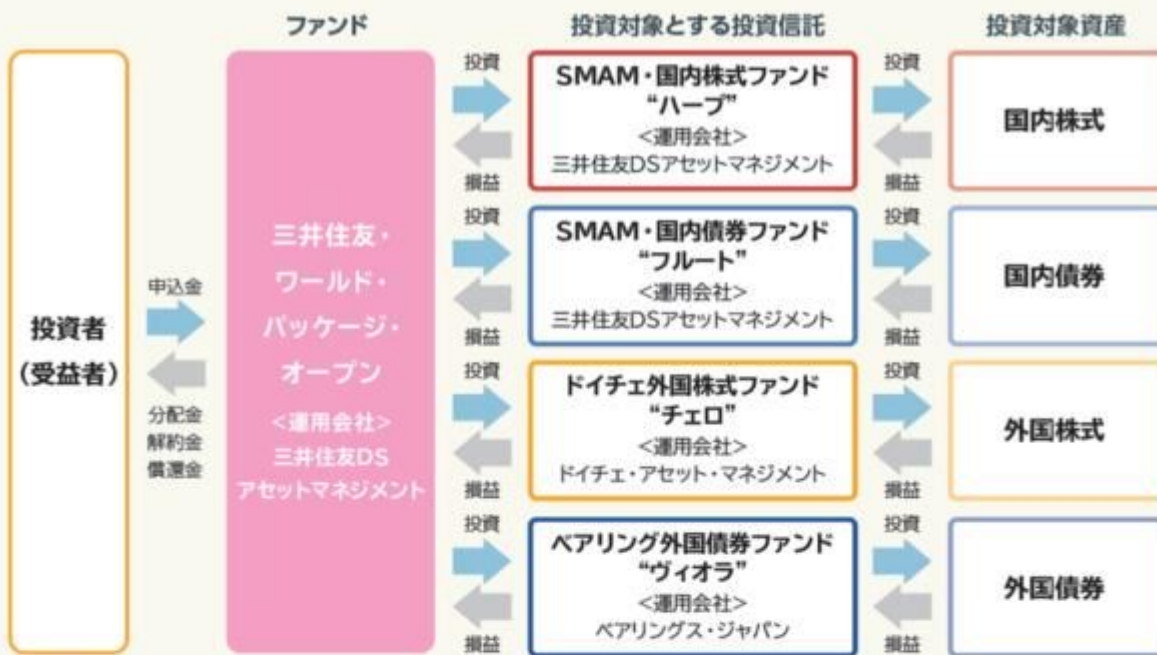 ファンド
投資対象とする投資信託
投資対象資産
投資者
（受益者）
申込金
分配金
解約金
償還金
三井住友・
ワールド・
パッケージ・
オープン
＜運用会社＞
三井住友DS
アセットマネジメント
投資
損益
SMAM・国内株式ファンド
“ハープ”
＜運用会社＞
三井住友DSアセットマネジメント
投資
損益
国内株式
投資
損益
SMAM・国内債券ファンド
“フルート”
＜運用会社＞
三井住友DSアセットマネジメント
投資
損益
国内債券
投資
損益
ドイチェ外国株式ファンド
“チェロ”
＜運用会社＞
ドイチェ・アセット・マネジメント
投資
損益
外国株式
投資
損益
ベアリング外国債券ファンド
“ヴィオラ”
＜運用会社＞
ベアリングス・ジャパン
投資
損益
外国債券